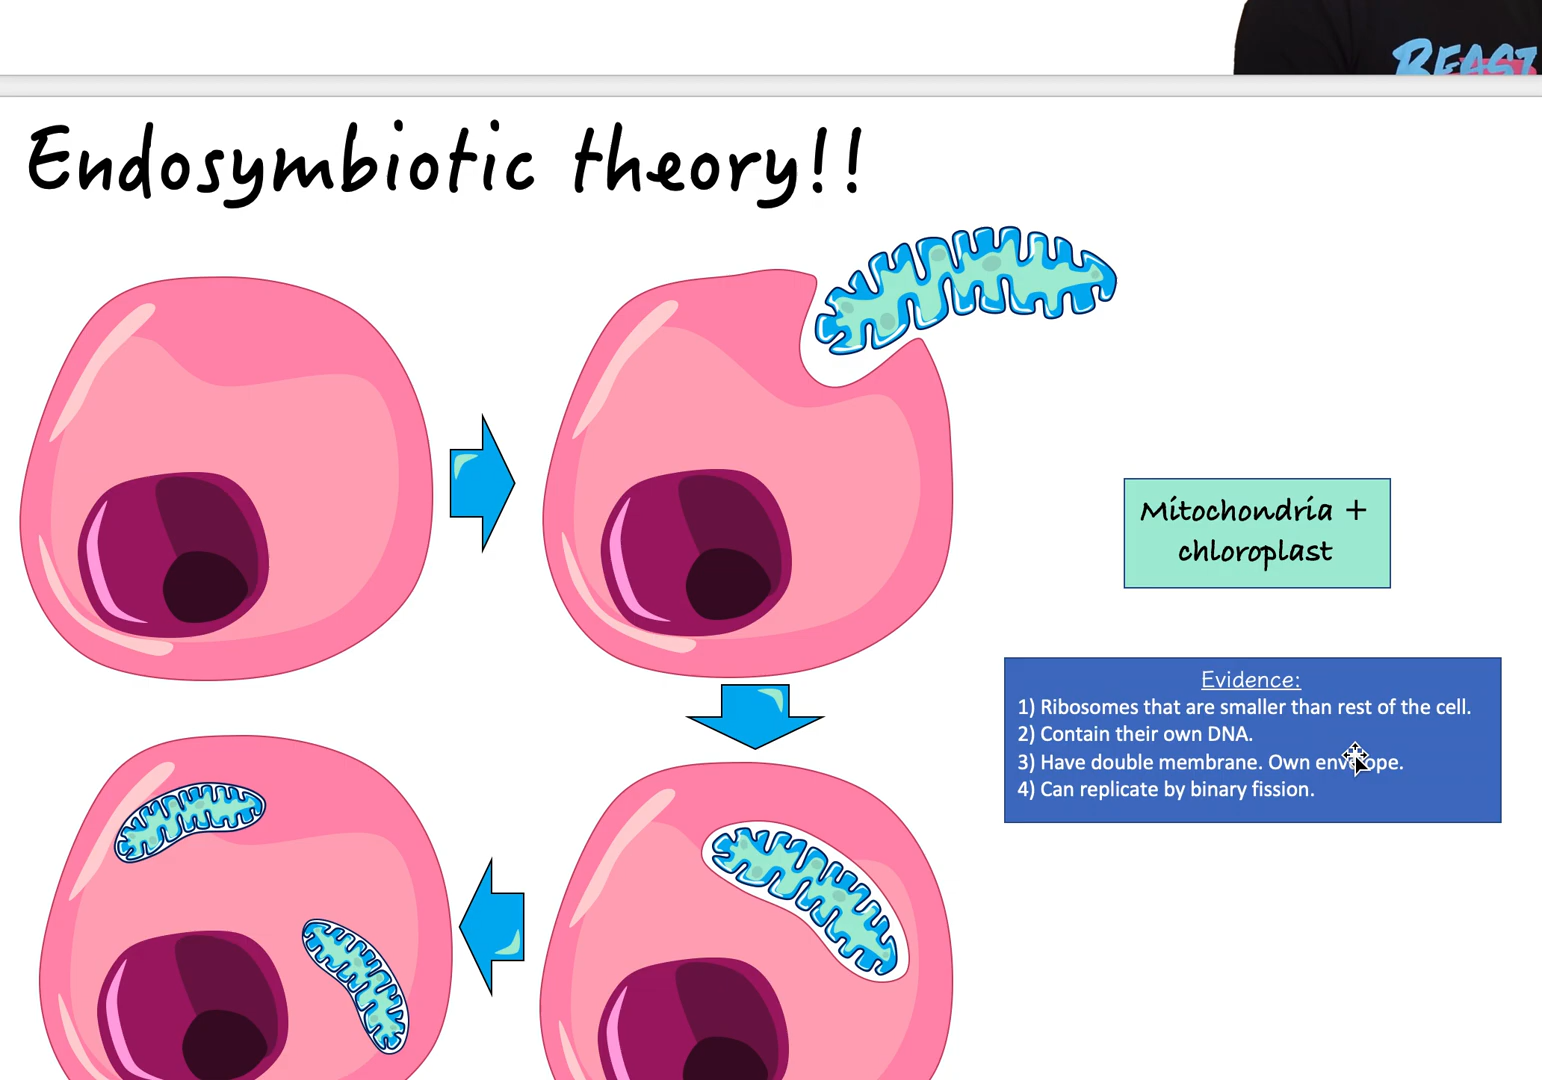 BEAST
Endosymbiotic theory!!
Mitochondria +
chloroplast
Evidence:
1) Ribosomes that are smaller than rest of the cell.
2) Contain their own DNA.
3) Have double membrane. Own envelope.
4) Can replicate by binary fission.